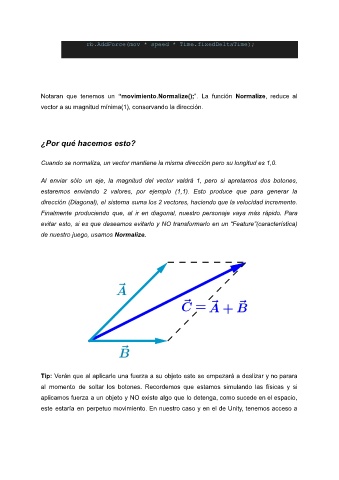 rb.AddForce(mov * speed * Time.fixedDeltaTime);
Notaran que tenemos un "movimiento.Normalize();". La función Normalize, reduce al
vector a su magnitud mínima(1), conservando la dirección.
¿Por qué hacemos esto?
Cuando se normaliza, un vector mantiene la misma dirección pero su longitud es 1,0.
Al enviar sólo un eje, la magnitud del vector valdrá 1, pero si apretamos dos botones,
estaremos enviando 2 valores, por ejemplo (1,1). Esto produce que para generar la
dirección (Diagonal), el sistema suma los 2 vectores, haciendo que la velocidad incremente.
Finalmente produciendo que, al ir en diagonal, nuestro personaje vaya más rápido. Para
evitar esto, si es que deseamos evitarlo y NO transformarlo en un "Feature"(característica)
de nuestro juego, usamos Normalize.
A
C = A + B
B
Tip: Verán que al aplicarle una fuerza a su objeto este se empezará a deslizar y no parara
al momento de soltar los botones. Recordemos que estamos simulando las físicas y si
aplicamos fuerza a un objeto y NO existe algo que lo detenga, como sucede en el espacio,
este estaría en perpetuo movimiento. En nuestro caso y en el de Unity, tenemos acceso a